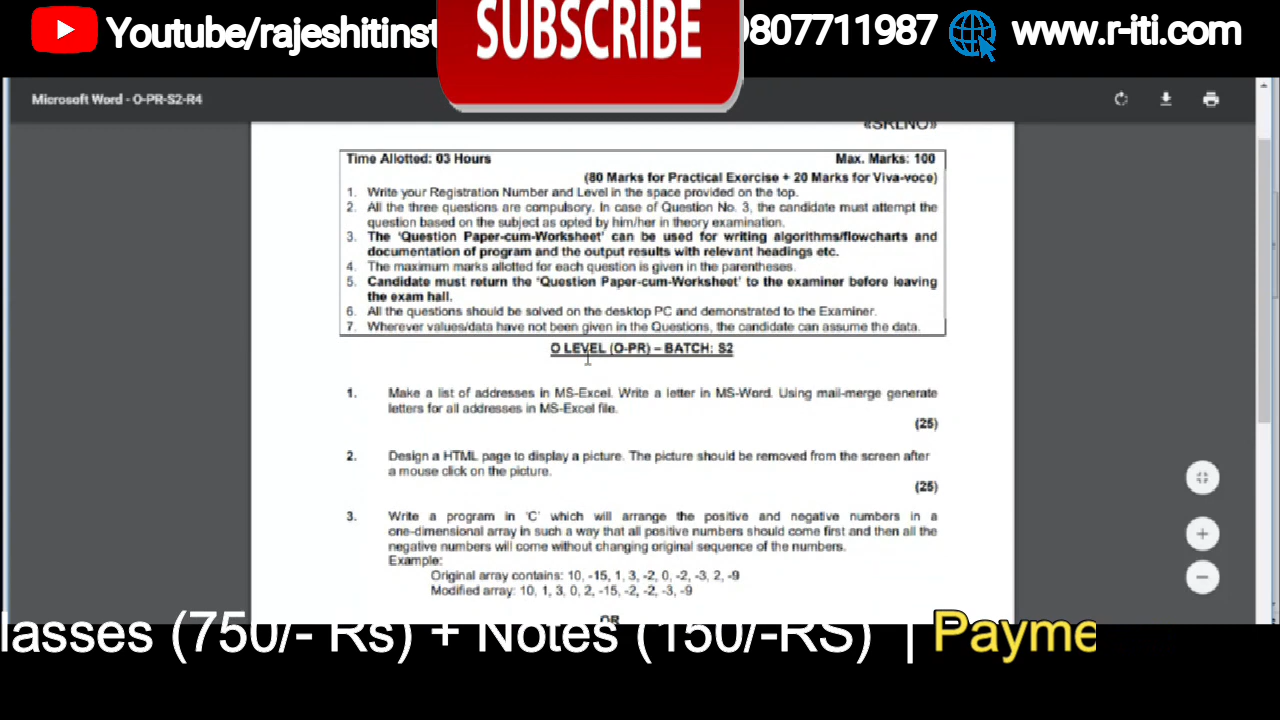 Youtube/rajeshitinst
SUBSCRIBE
9807711987
www.r-iti.com
Microsoft Word - O-PR-S2-R4
«SRLNO»
Time Allotted: 03 Hours
Max. Marks: 100
(80 Marks for Practical Exercise + 20 Marks for Viva-voce)
1. Write your Registration Number and Level in the space provided on the top.
2. All the three questions are compulsory. In case of Question No. 3, the candidate must attempt the
question based on the subject as opted by him/her in theory examination.
3. The 'Question Paper-cum-Worksheet' can be used for writing algorithms/flowcharts and
documentation of program and the output results with relevant headings etc.
4. The maximum marks allotted for each question is given in the parentheses.
5. Candidate must return the 'Question Paper-cum-Worksheet' to the examiner before leaving
the exam hall.
6. All the questions should be solved on the desktop PC and demonstrated to the Examiner.
7. Wherever values/data have not been given in the Questions, the candidate can assume the data.
O LEVEL (O-PR) – BATCH: S2
1. Make a list of addresses in MS-Excel. Write a letter in MS-Word. Using mail-merge generate
letters for all addresses in MS-Excel file.
(25)
2. Design a HTML page to display a picture. The picture should be removed from the screen after
a mouse click on the picture.
(25)
3. Write a program in 'C' which will arrange the positive and negative numbers in a
one-dimensional array in such a way that all positive numbers should come first and then all the
negative numbers will come without changing original sequence of the numbers.
Example:
Original array contains: 10, -15, 1, 3, -2, 0, -2, -3, 2, -9
Modified array: 10, 1, 3, 0, 2, -15, -2, -2, -3, -9
OR
lasses (750/- Rs) + Notes (150/-RS) | Payme